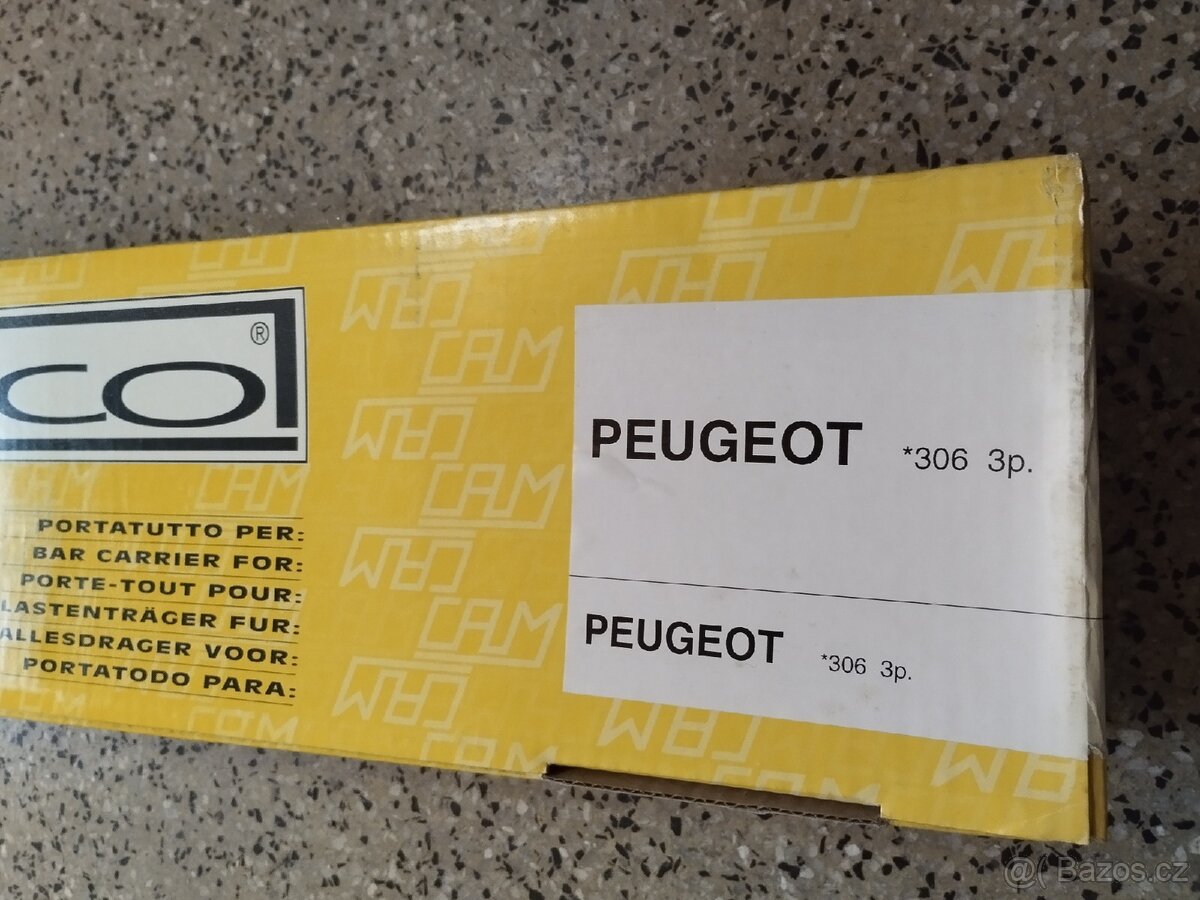 col®
PORTATUTTO PER:
BAR CARRIER FOR:
PORTE-TOUT POUR:
LASTENTRÄGER FUR:
ALLESDRAGER VOOR:
PORTATODO PARA:
CAM
PEUGEOT *306 3p.
PEUGEOT *306 3p.
@( Bazos.cz